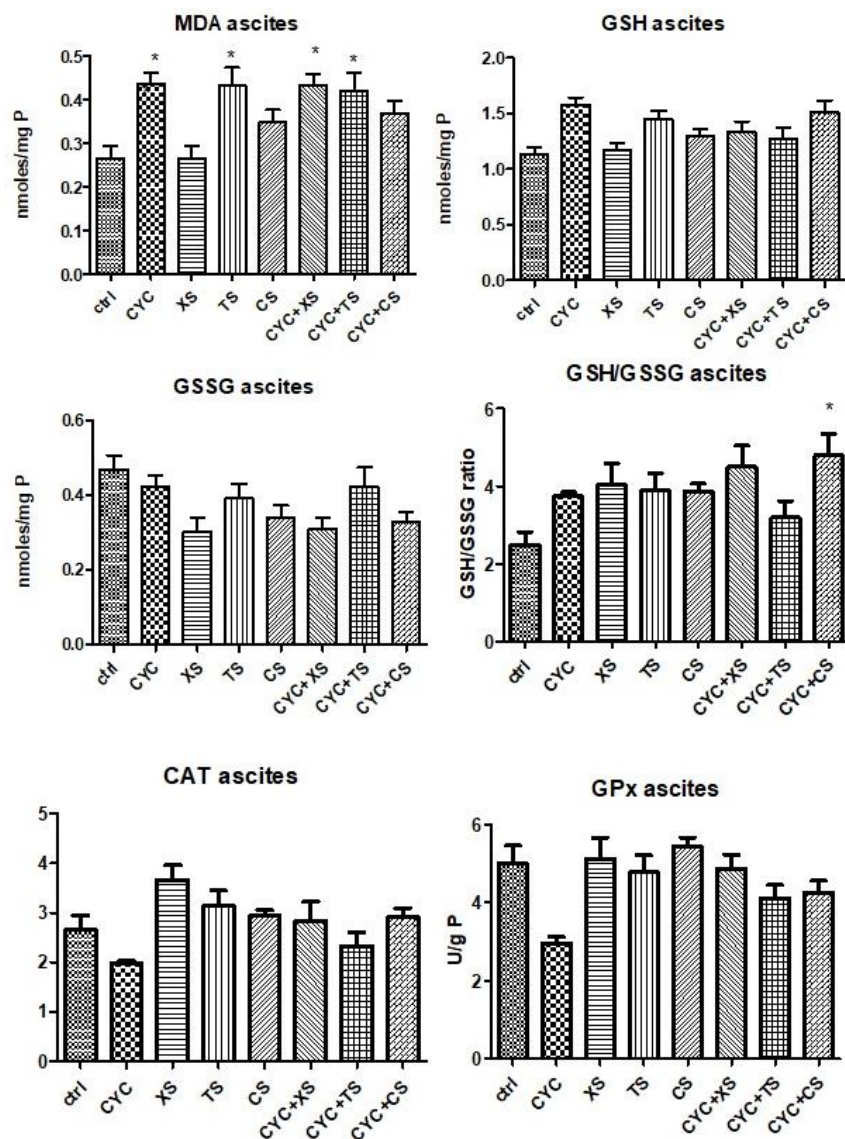 MDA ascites
nmoles/mg P
0.5
0.4
0.3
0.2
0.1
0.0
* * * *
ctrl CYC XS TS CS CYC+XS CYC+TS CYC+CS
GSH ascites
nmoles/mg P
2.0
1.5
1.0
0.5
0.0
ctrl CYC XS TS CS CYC+XS CYC+TS CYC+CS
GSSG ascites
nmoles/mg P
0.6
0.4
0.2
0.0
ctrl CYC XS TS CS CYC+XS CYC+TS CYC+CS
GSH/GSSG ascites
GSH/GSSG ratio
6
4
2
0
*
ctrl CYC XS TS CS CYC+XS CYC+TS CYC+CS
CAT ascites
5
4
3
2
1
0
ctrl CYC XS TS CS CYC+XS CYC+TS CYC+CS
GPx ascites
U/g P
6
4
2
0
ctrl CYC XS TS CS CYC+XS CYC+TS CYC+CS